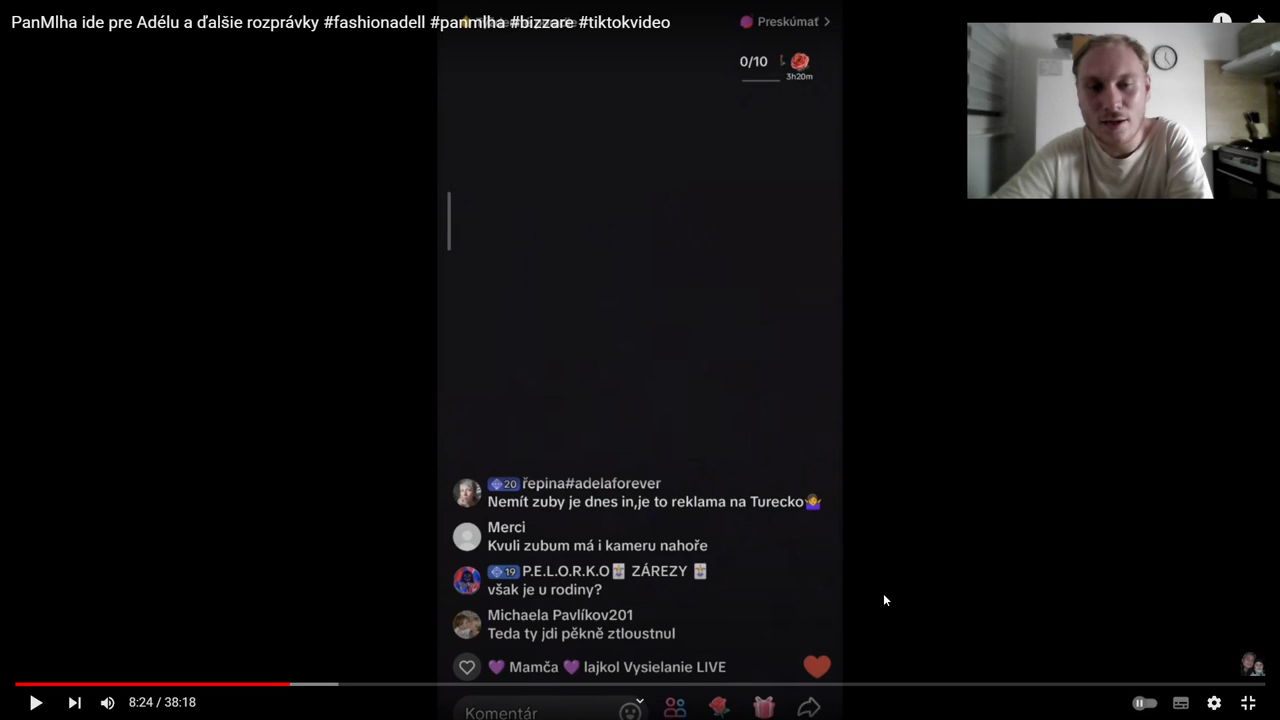 PanMlha ide pre Adélu a ďalšie rozprávky #fashionadell #panmlha #bizzare #tiktokvideo
Preskúmať >
0/10
3h20m
20 řepina#adelaforever
Nemít zuby je dnes in,je to reklama na Turecko🤷‍♀️
Merci
Kvuli zubum má i kameru nahoře
19 P.E.L.O.R.K.O🃏 ZÁREZY 🃏
však je u rodiny?
Michaela Pavlíkov201
Teda ty jdi pěkně ztloustnul
💜 Mamča 💜 lajkol Vysielanie LIVE
Komentár
8:24 / 38:18